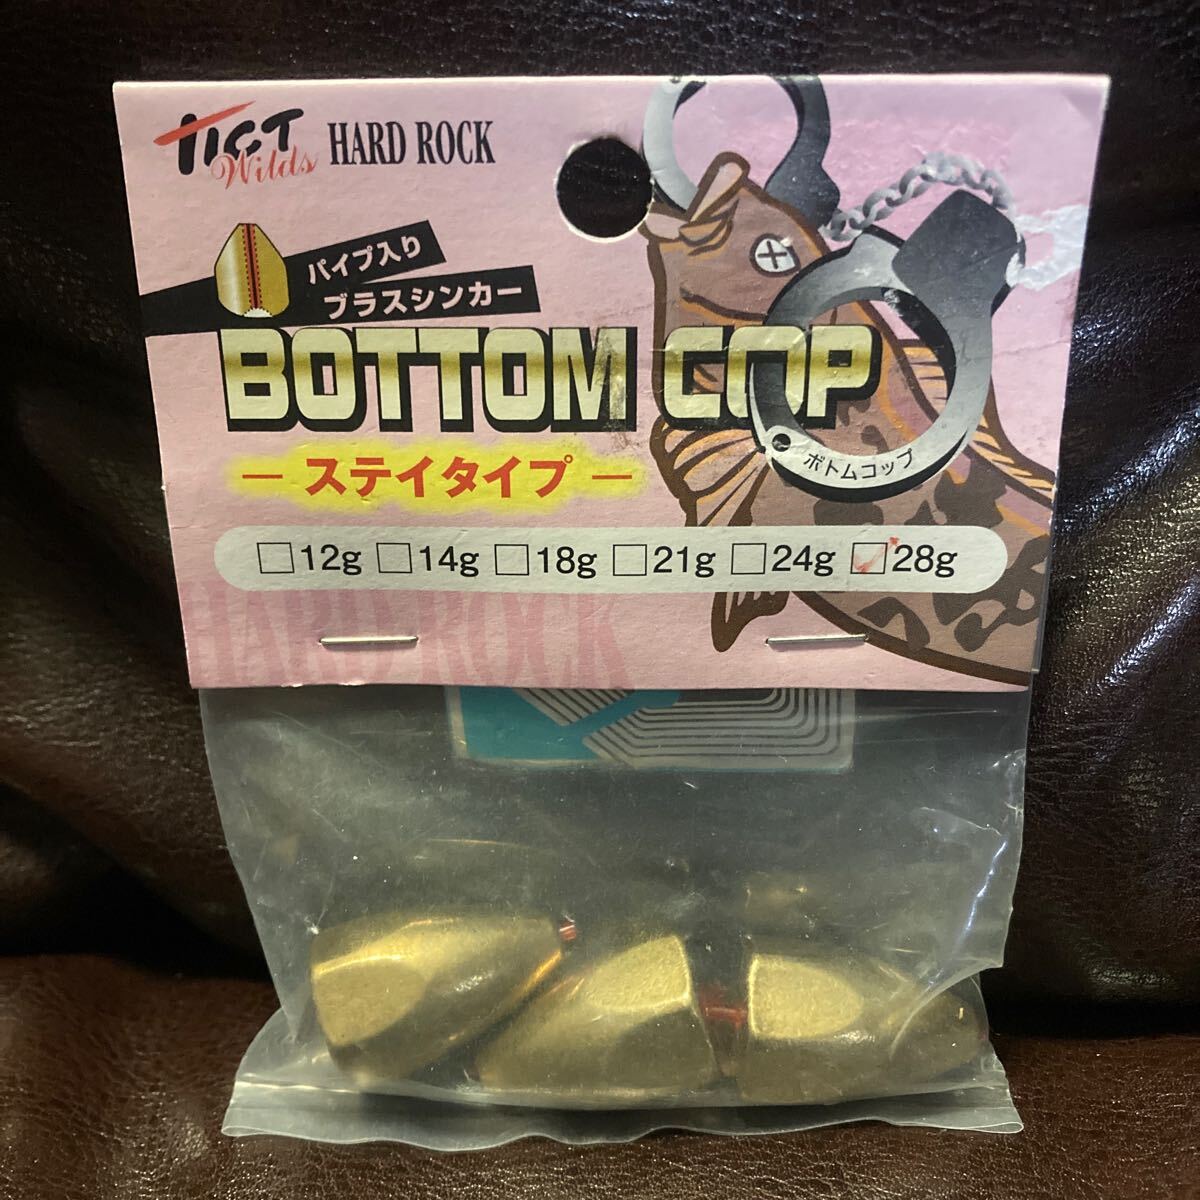 TICT
Wilds
HARD ROCK
パイプ入り
ブラスシンカー
BOTTOM COP
ボトムコップ
ー ステイタイプ ー
□12g □14g □18g □21g □24g □28g
HARD ROCK